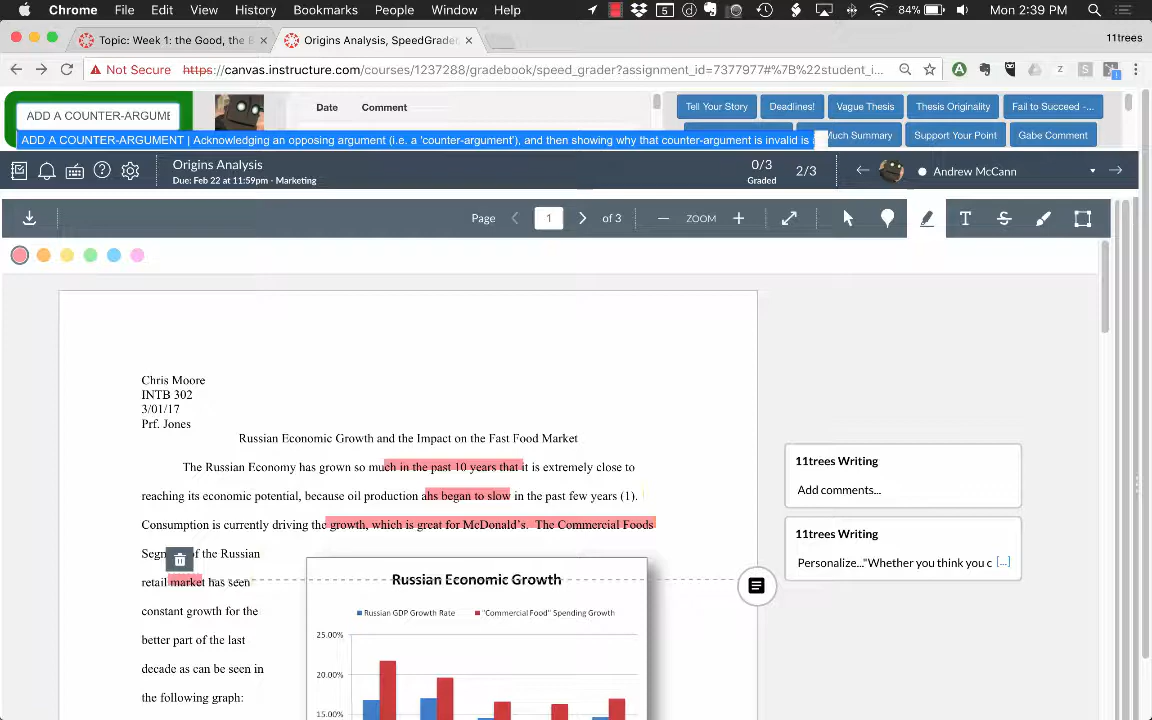 Chrome File Edit View History Bookmarks People Window Help 5 84% Mon 2:39 PM
Topic: Week 1: the Good, the B × Origins Analysis, SpeedGrader × 11trees
Not Secure https://canvas.instructure.com/courses/1237288/gradebook/speed_grader?assignment_id=7377977#%7B%22student_i...
ADD A COUNTER-ARGUME Date Comment Tell Your Story Deadlines! Vague Thesis Thesis Originality Fail to Succeed -...
ADD A COUNTER-ARGUMENT | Acknowledging an opposing argument (i.e. a 'counter-argument'), and then showing why that counter-argument is invalid is Much Summary Support Your Point Gabe Comment
Origins Analysis
Due: Feb 22 at 11:59pm - Marketing
0/3
Graded
2/3
Andrew McCann
Page 1 of 3 ZOOM T S
Chris Moore
INTB 302
3/01/17
Prf. Jones
Russian Economic Growth and the Impact on the Fast Food Market
The Russian Economy has grown so much in the past 10 years that it is extremely close to
reaching its economic potential, because oil production ahs began to slow in the past few years (1).
Consumption is currently driving the growth, which is great for McDonald's. The Commercial Foods
Segm of the Russian
retail market has seen
constant growth for the
better part of the last
decade as can be seen in
the following graph:
Russian Economic Growth
Russian GDP Growth Rate "Commercial Food" Spending Growth
25.00%
20.00%
15.00%
11trees Writing
Add comments...
11trees Writing
Personalize..."Whether you think you c [...]